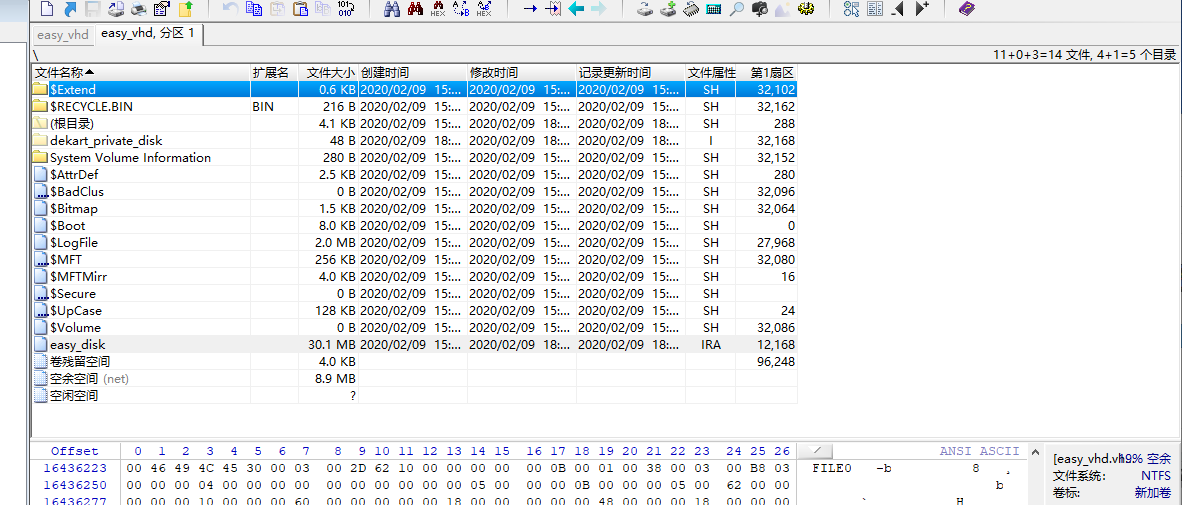 easy_vhd easy_vhd, 分区 1
\ 11+0+3=14 文件, 4+1=5 个目录
文件名称 扩展名 文件大小 创建时间 修改时间 记录更新时间 文件属性 第1扇区
$Extend 0.6 KB 2020/02/09 15:... 2020/02/09 15:... 2020/02/09 15:... SH 32,102
$RECYCLE.BIN BIN 216 B 2020/02/09 15:... 2020/02/09 15:... 2020/02/09 15:... SH 32,162
(根目录) 4.1 KB 2020/02/09 15:... 2020/02/09 18:... 2020/02/09 18:... SH 288
dekart_private_disk 48 B 2020/02/09 18:... 2020/02/09 18:... 2020/02/09 18:... I 32,168
System Volume Information 280 B 2020/02/09 15:... 2020/02/09 15:... 2020/02/09 15:... SH 32,152
$AttrDef 2.5 KB 2020/02/09 15:... 2020/02/09 15:... 2020/02/09 15:... SH 280
$BadClus 0 B 2020/02/09 15:... 2020/02/09 15:... 2020/02/09 15:... SH 32,096
$Bitmap 1.5 KB 2020/02/09 15:... 2020/02/09 15:... 2020/02/09 15:... SH 32,064
$Boot 8.0 KB 2020/02/09 15:... 2020/02/09 15:... 2020/02/09 15:... SH 0
$LogFile 2.0 MB 2020/02/09 15:... 2020/02/09 15:... 2020/02/09 15:... SH 27,968
$MFT 256 KB 2020/02/09 15:... 2020/02/09 15:... 2020/02/09 15:... SH 32,080
$MFTMirr 4.0 KB 2020/02/09 15:... 2020/02/09 15:... 2020/02/09 15:... SH 16
$Secure 0 B 2020/02/09 15:... 2020/02/09 15:... 2020/02/09 15:... SH
$UpCase 128 KB 2020/02/09 15:... 2020/02/09 15:... 2020/02/09 15:... SH 24
$Volume 0 B 2020/02/09 15:... 2020/02/09 15:... 2020/02/09 15:... SH 32,086
easy_disk 30.1 MB 2020/02/09 15:... 2020/02/09 18:... 2020/02/09 18:... IRA 12,168
卷残留空间 4.0 KB 96,248
空余空间 (net) 8.9 MB
空闲空间 ?
Offset 0 1 2 3 4 5 6 7 8 9 10 11 12 13 14 15 16 17 18 19 20 21 22 23 24 25 26 ANSI ASCII
16436223 00 46 49 4C 45 30 00 03 00 2D 62 10 00 00 00 00 00 0B 00 01 00 38 00 03 00 B8 03 FILE0 -b 8 ¸
16436250 00 00 00 04 00 00 00 00 00 00 00 00 00 00 05 00 00 00 0B 00 00 00 05 00 62 00 00 b
16436277 00 00 00 10 00 00 00 60 00 00 00 00 00 18 00 00 00 00 00 48 00 00 00 18 00 00 00 ` H
[easy_vhd.vh 19% 空余
文件系统: NTFS
卷标: 新加卷